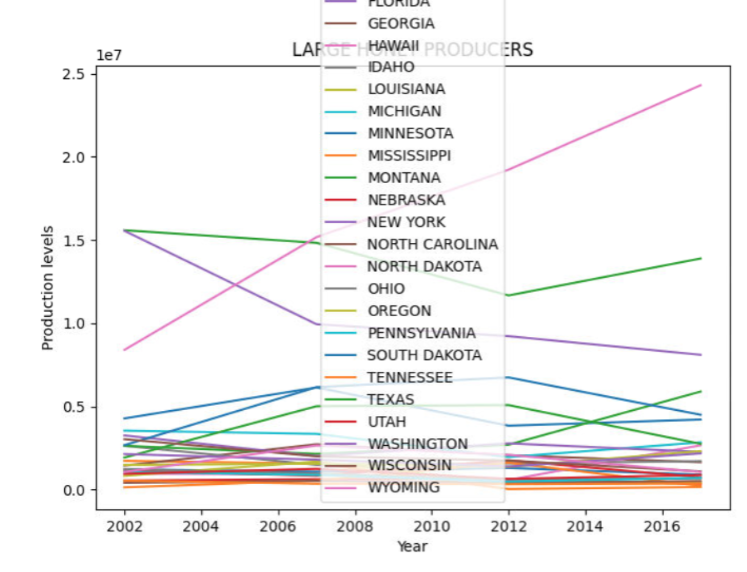 FLORIDA
GEORGIA
LARGE HONEY PRODUCERS
HAWAII
1e7
IDAHO
2.5
LOUISIANA
MICHIGAN
MINNESOTA
2.0
MISSISSIPPI
MONTANA
NEBRASKA
NEW YORK
1.5
NORTH CAROLINA
NORTH DAKOTA
OHIO
OREGON
1.0
PENNSYLVANIA
SOUTH DAKOTA
TENNESSEE
TEXAS
0.5
UTAH
WASHINGTON
WISCONSIN
0.0
WYOMING
Production levels
2002 2004 2006 2008 2010 2012 2014 2016
Year